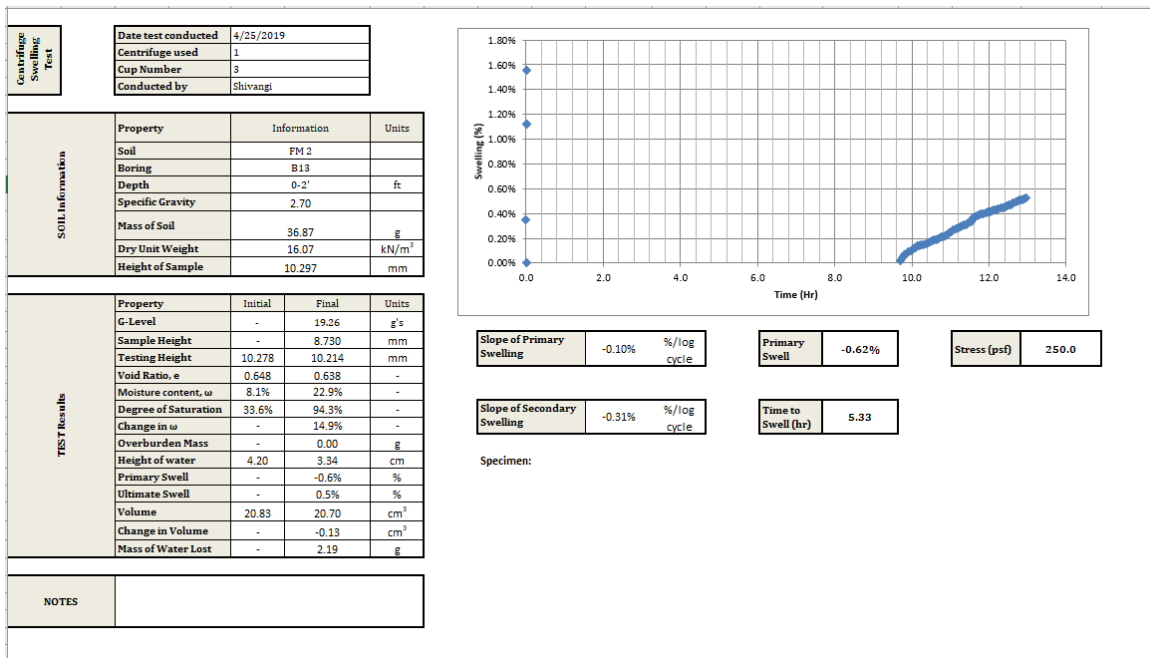 Centrifuge
Swelling
Test
Date test conducted 4/25/2019
Centrifuge used 1
Cup Number 3
Conducted by Shivangi
SOIL Information
Property Information Units
Soil FM 2
Boring B13
Depth 0-2' ft
Specific Gravity 2.70
Mass of Soil 36.87 g
Dry Unit Weight 16.07 kN/m³
Height of Sample 10.297 mm
TEST Results
Property Initial Final Units
G-Level - 19.26 g's
Sample Height - 8.730 mm
Testing Height 10.278 10.214 mm
Void Ratio, e 0.648 0.638 -
Moisture content, ω 8.1% 22.9% -
Degree of Saturation 33.6% 94.3% -
Change in ω - 14.9% -
Overburden Mass - 0.00 g
Height of water 4.20 3.34 cm
Primary Swell - -0.6% %
Ultimate Swell - 0.5% %
Volume 20.83 20.70 cm³
Change in Volume - -0.13 cm³
Mass of Water Lost - 2.19 g
NOTES
Swelling (%)
1.80%
1.60%
1.40%
1.20%
1.00%
0.80%
0.60%
0.40%
0.20%
0.00%
0.0 2.0 4.0 6.0 8.0 10.0 12.0 14.0
Time (Hr)
Slope of Primary
Swelling
-0.10%
%/log
cycle
Primary
Swell
-0.62%
Stress (psf) 250.0
Slope of Secondary
Swelling
-0.31%
%/log
cycle
Time to
Swell (hr)
5.33
Specimen: